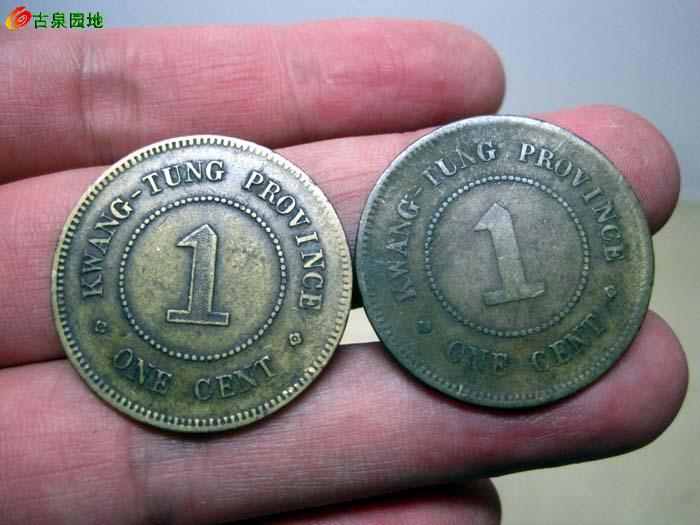 古泉园地
KWANG-TUNG PROVINCE
1
ONE CENT
KWANG-TUNG PROVINCE
1
ONE CENT